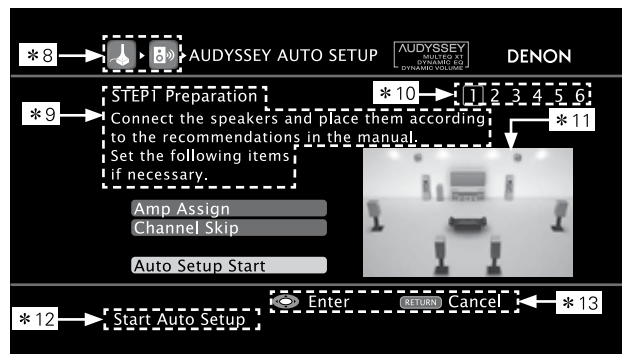 *8
AUDYSSEY AUTO SETUP
AUDYSSEY
MULTEQ XT
DYNAMIC EQ
DYNAMIC VOLUME
DENON
*9
STEP1 Preparation
*10
1 2 3 4 5 6
Connect the speakers and place them according
to the recommendations in the manual.
*11
Set the following items
if necessary.
Amp Assign
Channel Skip
Auto Setup Start
Enter
RETURN Cancel
*13
*12
Start Auto Setup